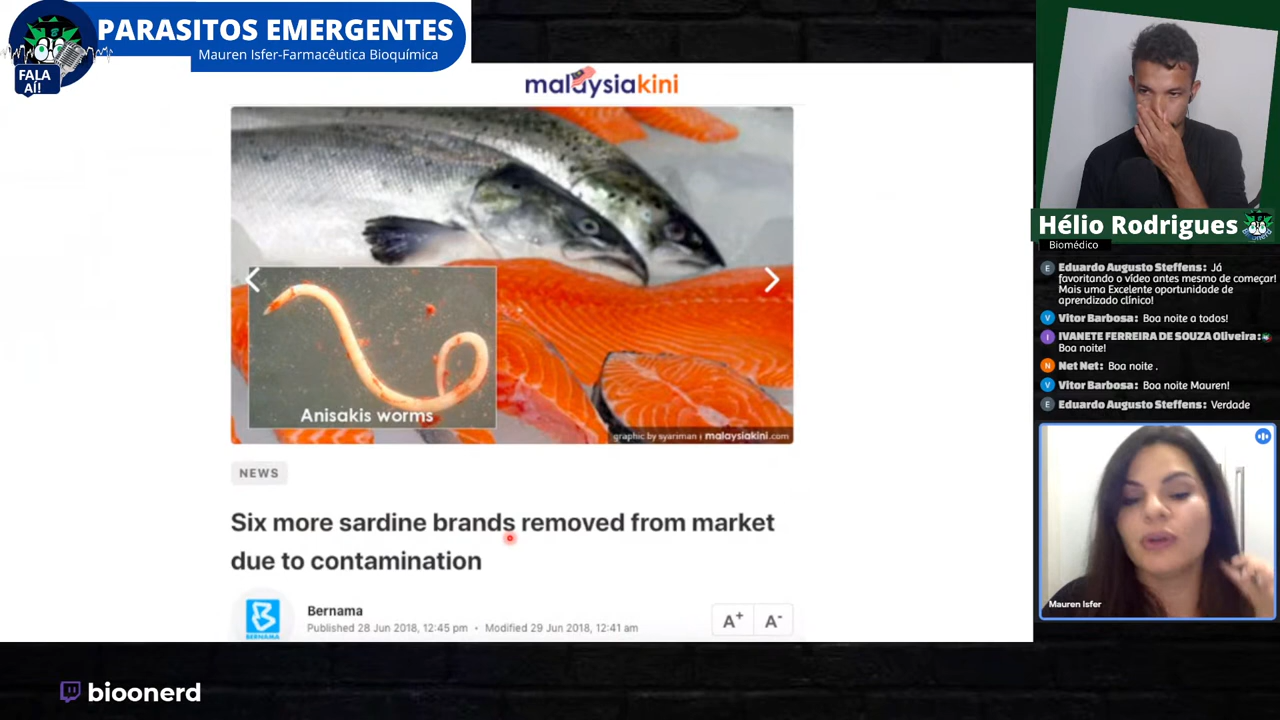 PARASITOS EMERGENTES
Mauren Isfer-Farmacêutica Bioquímica
FALA
AÍ!
malaysiakini
Anisakis worms
graphic by syariman | malaysiakini.com
NEWS
Six more sardine brands removed from market
due to contamination
BERNAMA
Bernama
Published 28 Jun 2018, 12:45 pm • Modified 29 Jun 2018, 12:41 am
A+ A-
bioonerd
Hélio Rodrigues
Biomédico
E Eduardo Augusto Steffens: Já
favoritando o vídeo antes mesmo de começar!
Mais uma Excelente oportunidade de
aprendizado clínico!
V Vitor Barbosa: Boa noite a todos!
I IVANETE FERREIRA DE SOUZA Oliveira:
Boa noite!
N Net Net: Boa noite .
V Vitor Barbosa: Boa noite Mauren!
E Eduardo Augusto Steffens: Verdade
Mauren Isfer